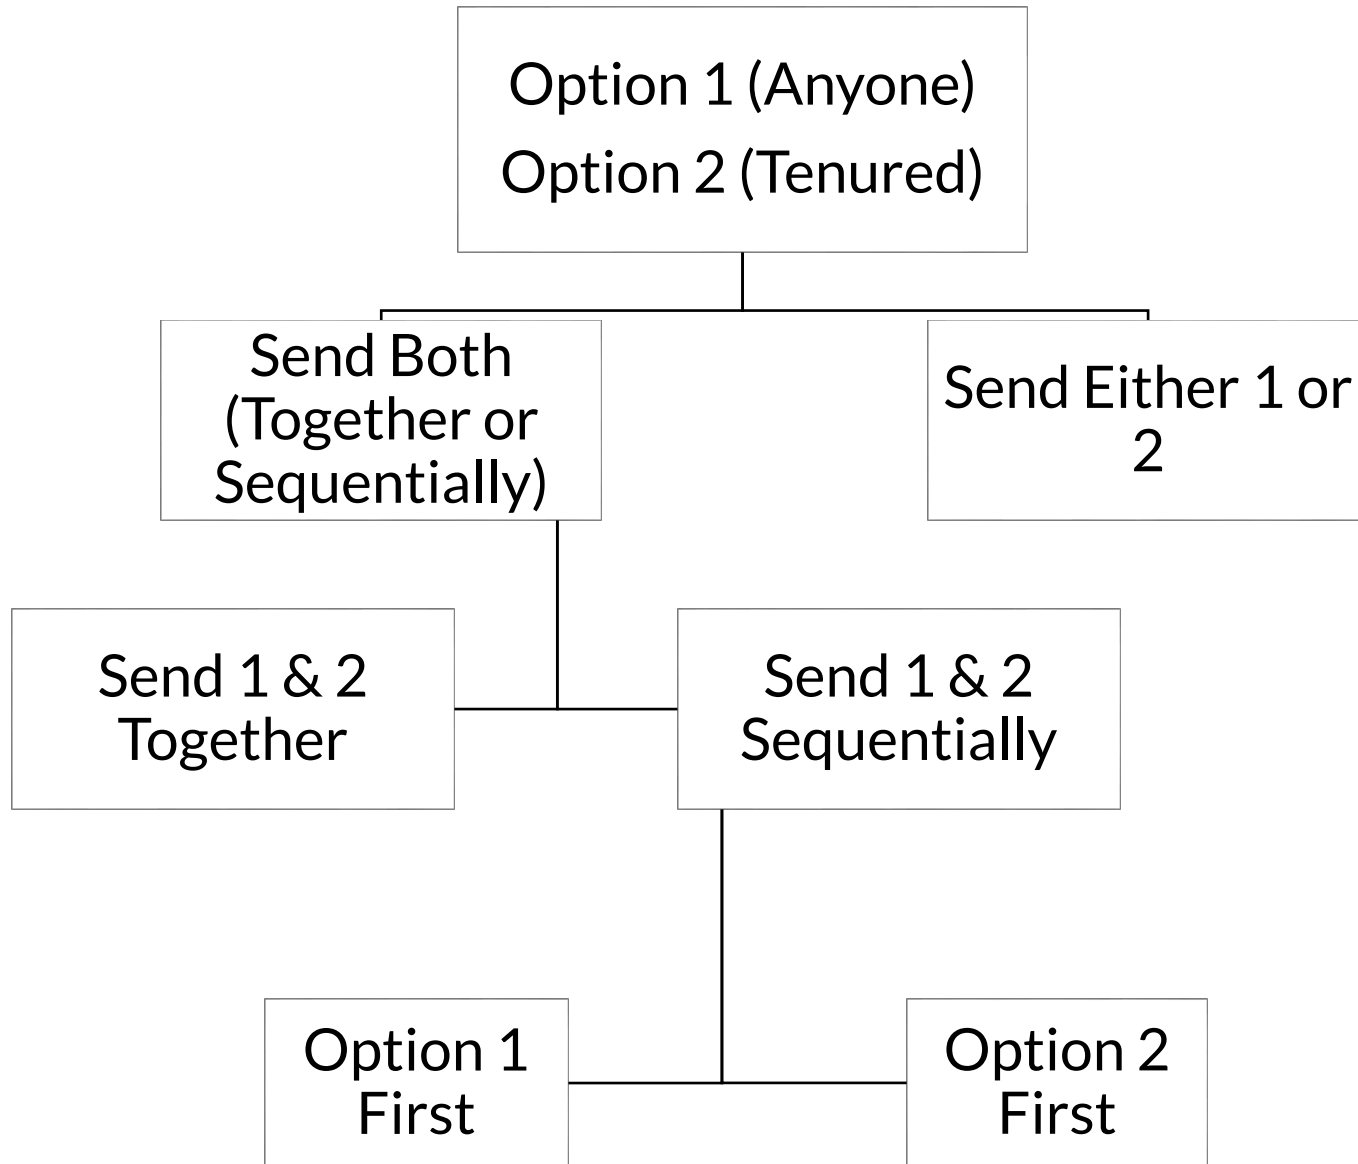 Option 1 (Anyone)
Option 2 (Tenured)
Send Both
(Together or
Sequentially)
Send Either 1 or
2
Send 1 & 2
Together
Send 1 & 2
Sequentially
Option 1
First
Option 2
First